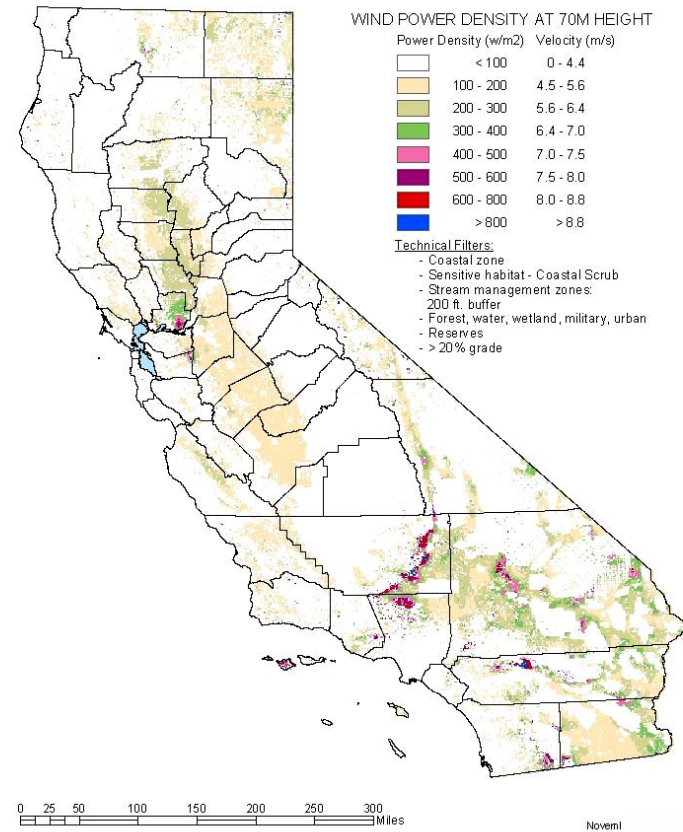 WIND POWER DENSITY AT 70M HEIGHT
Power Density (w/m2) Velocity (m/s)
< 100 0 - 4.4
100 - 200 4.5 - 5.6
200 - 300 5.6 - 6.4
300 - 400 6.4 - 7.0
400 - 500 7.0 - 7.5
500 - 600 7.5 - 8.0
600 - 800 8.0 - 8.8
> 800 > 8.8
Technical Filters:
- Coastal zone
- Sensitive habitat - Coastal Scrub
- Stream management zones:
200 ft. buffer
- Forest, water, wetland, military, urban
- Reserves
- > 20% grade
0 25 50 100 150 200 250 300
Miles